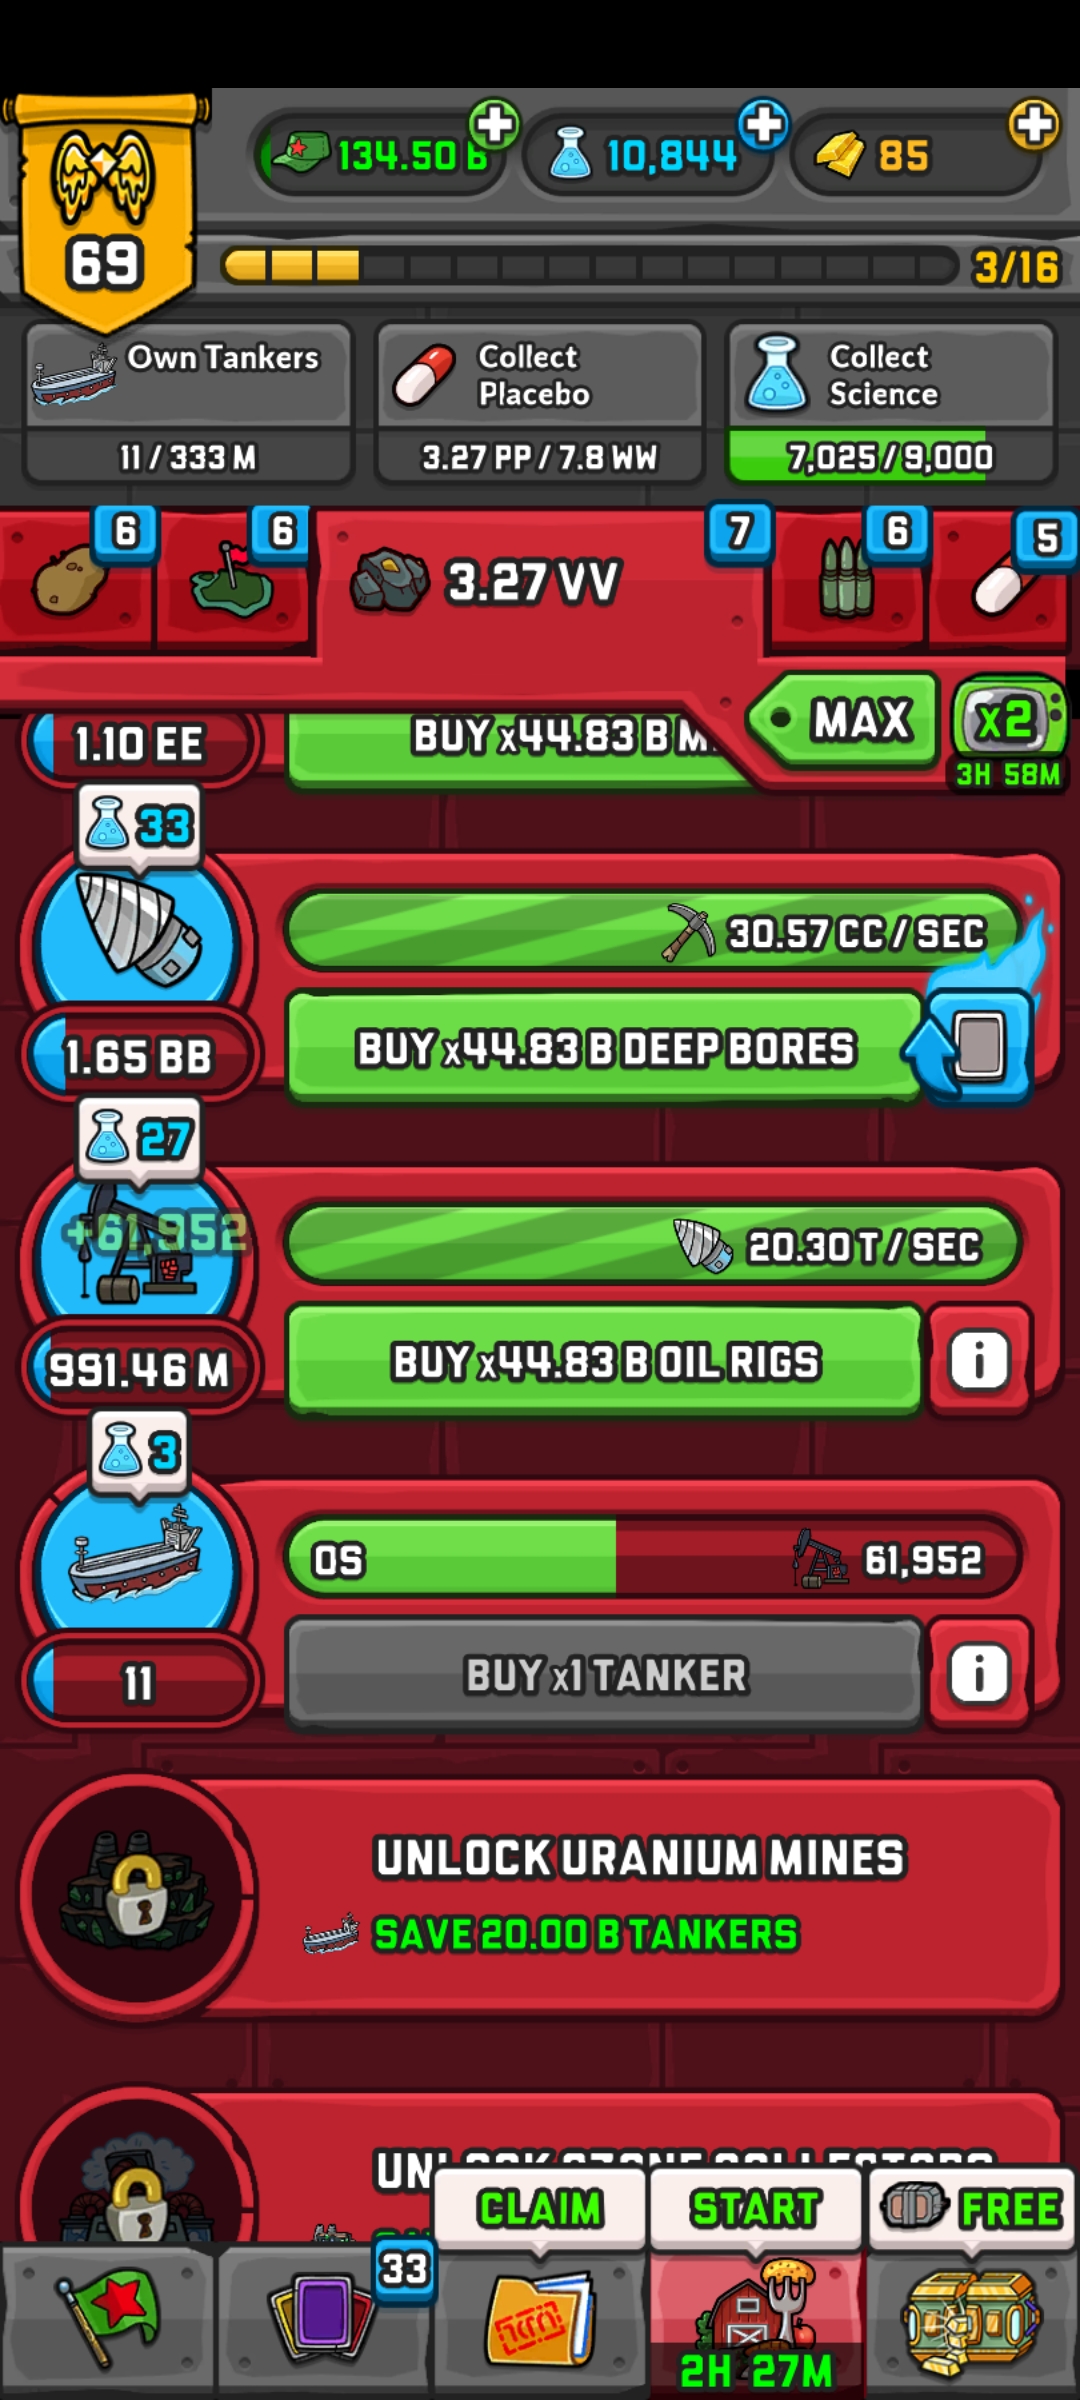 134.50 B
10,844
85
69
3/16
Own Tankers
11 / 333 M
Collect
Placebo
3.27 PP / 7.8 WW
Collect
Science
7,025 / 9,000
6
6
3.27 VV
7
6
5
MAX
x2
3H 58M
1.10 EE
BUY x44.83 B M
33
30.57 CC / SEC
1.65 BB
BUY x44.83 B DEEP BORES
27
+61,952
20.30 T / SEC
991.46 M
BUY x44.83 B OIL RIGS
3
0S
61,952
11
BUY x1 TANKER
UNLOCK URANIUM MINES
SAVE 20.00 B TANKERS
CLAIM
START
FREE
33
2H 27M